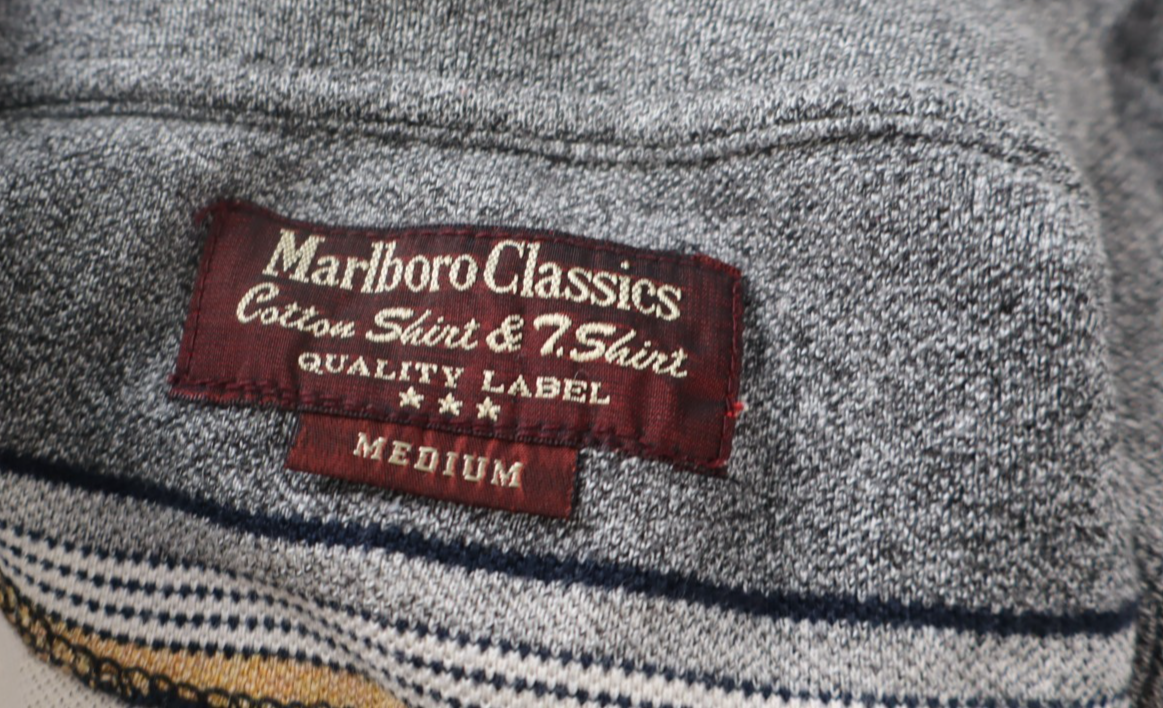 Marlboro Classics
Cotton Shirt & T.Shirt
QUALITY LABEL
MEDIUM